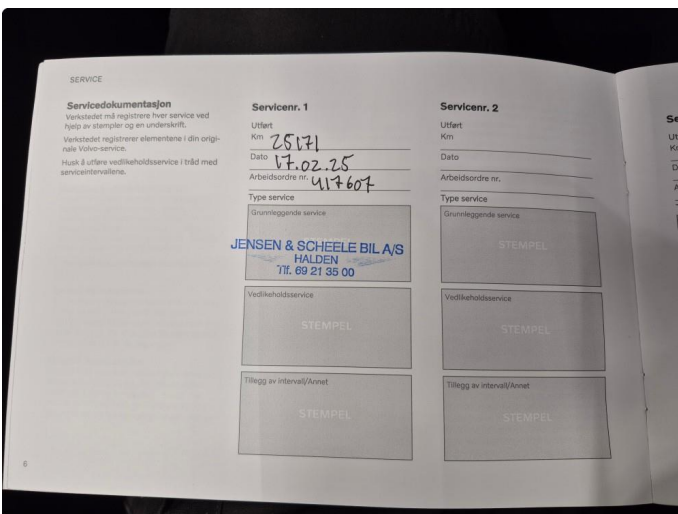 SERVICE
Servicedokumentasjon
Verkstedet må registrere hver service ved
hjelp av stempler og en underskrift.
Verkstedet registrerer elementene i din origi-
nale Volvo-service.
Husk å utføre vedlikeholdsservice i tråd med
serviceintervallene.
Servicenr. 1
Utført
Km 25171
Dato 17.02.25
Arbeidsordre nr. 417607
Type service
Grunnleggende service
JENSEN & SCHEELE BIL A/S
HALDEN
Tlf. 69 21 35 00
Vedlikeholdsservice
STEMPEL
Tillegg av intervall/Annet
STEMPEL
Servicenr. 2
Utført
Km
Dato
Arbeidsordre nr.
Type service
Grunnleggende service
STEMPEL
Vedlikeholdsservice
STEMPEL
Tillegg av intervall/Annet
STEMPEL
6